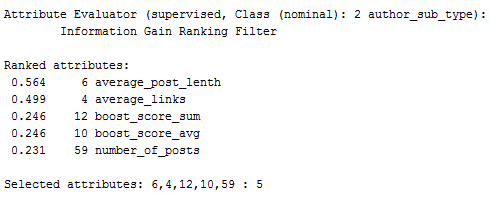 Attribute Evaluator (supervised, Class (nominal): 2 author_sub_type):
Information Gain Ranking Filter
Ranked attributes:
0.564 6 average_post_lenth
0.499 4 average_links
0.246 12 boost_score_sum
0.246 10 boost_score_avg
0.231 59 number_of_posts
Selected attributes: 6,4,12,10,59 : 5